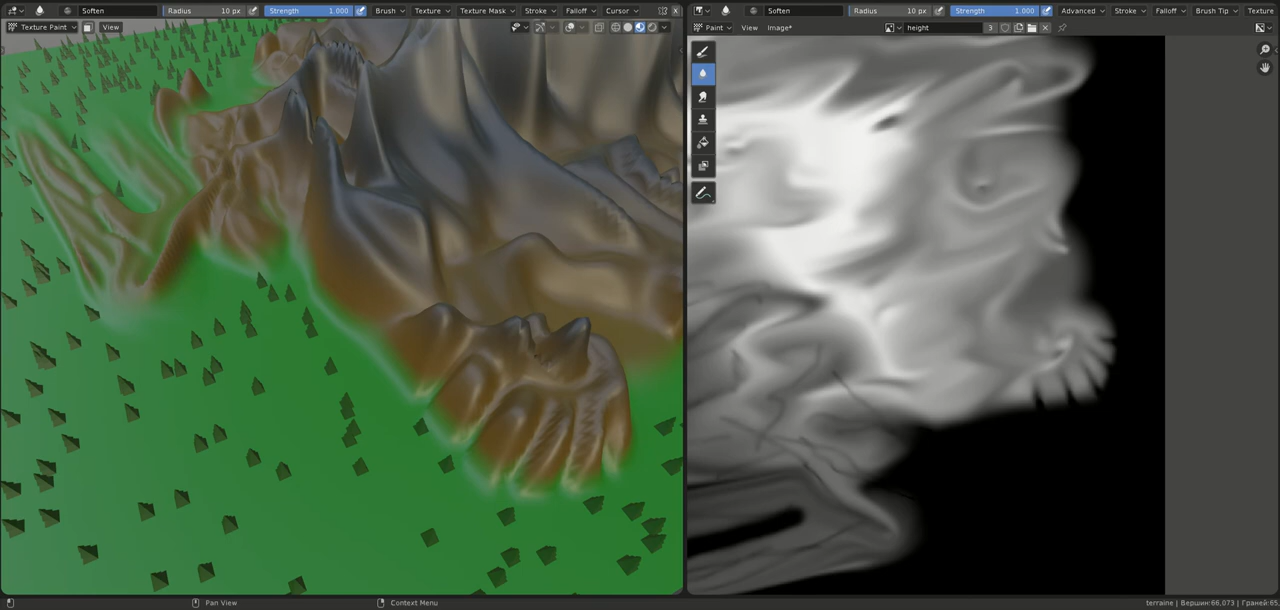 Soften Radius 10 px Strength 1.000 Brush Texture Texture Mask Stroke Falloff Cursor
Soften Radius 10 px Strength 1.000 Advanced Stroke Falloff Brush Tip Texture
Texture Paint View
Paint View Image* height 3
Pan View Context Menu
terraine | Вершин:66,073 | Граней:65,